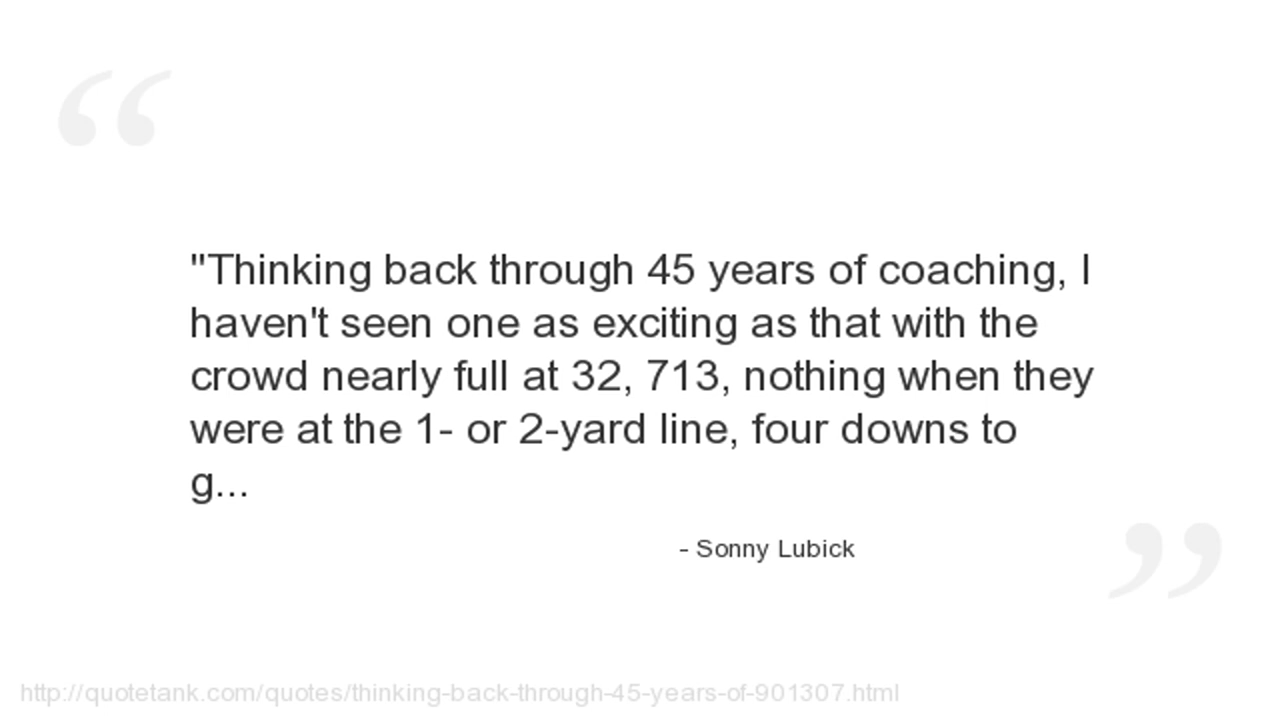 "Thinking back through 45 years of coaching, I
haven't seen one as exciting as that with the
crowd nearly full at 32, 713, nothing when they
were at the 1- or 2-yard line, four downs to
g...
- Sonny Lubick
http://quotetank.com/quotes/thinking-back-through-45-years-of-901307.html